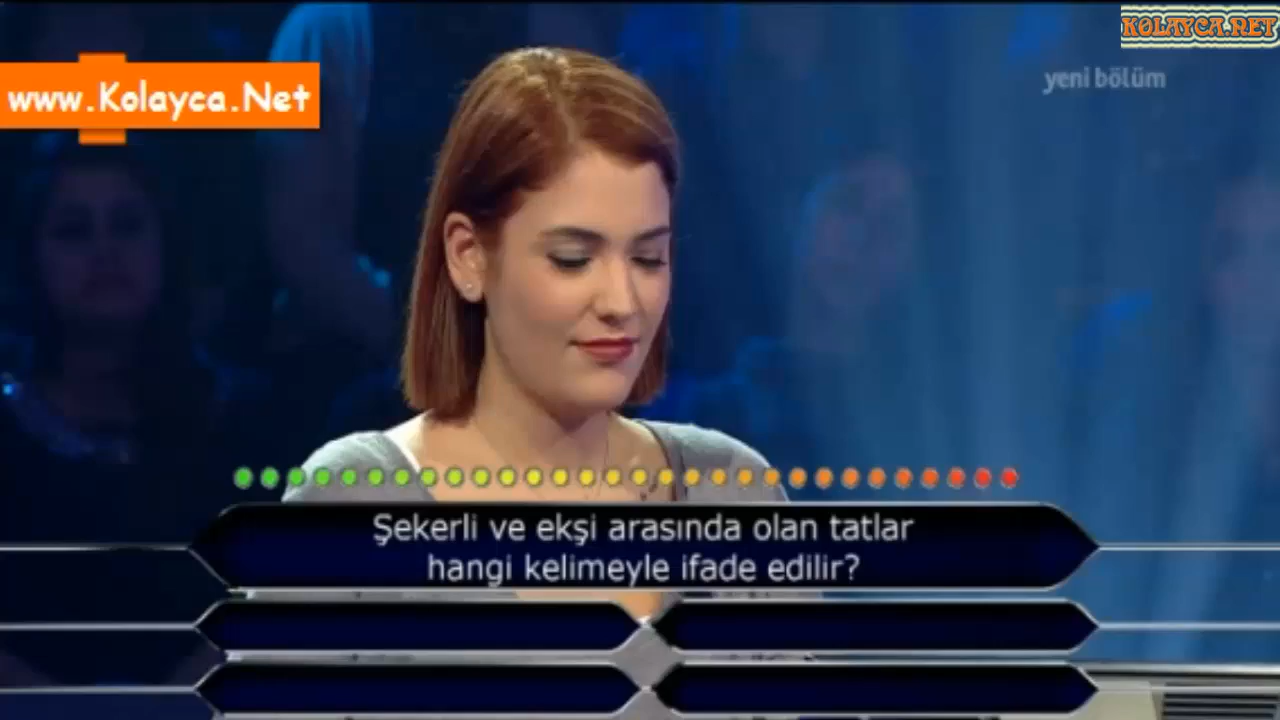 KOLAYCA.NET
www.Kolayca.Net
yeni bölüm
Şekerli ve ekşi arasında olan tatlar
hangi kelimeyle ifade edilir?